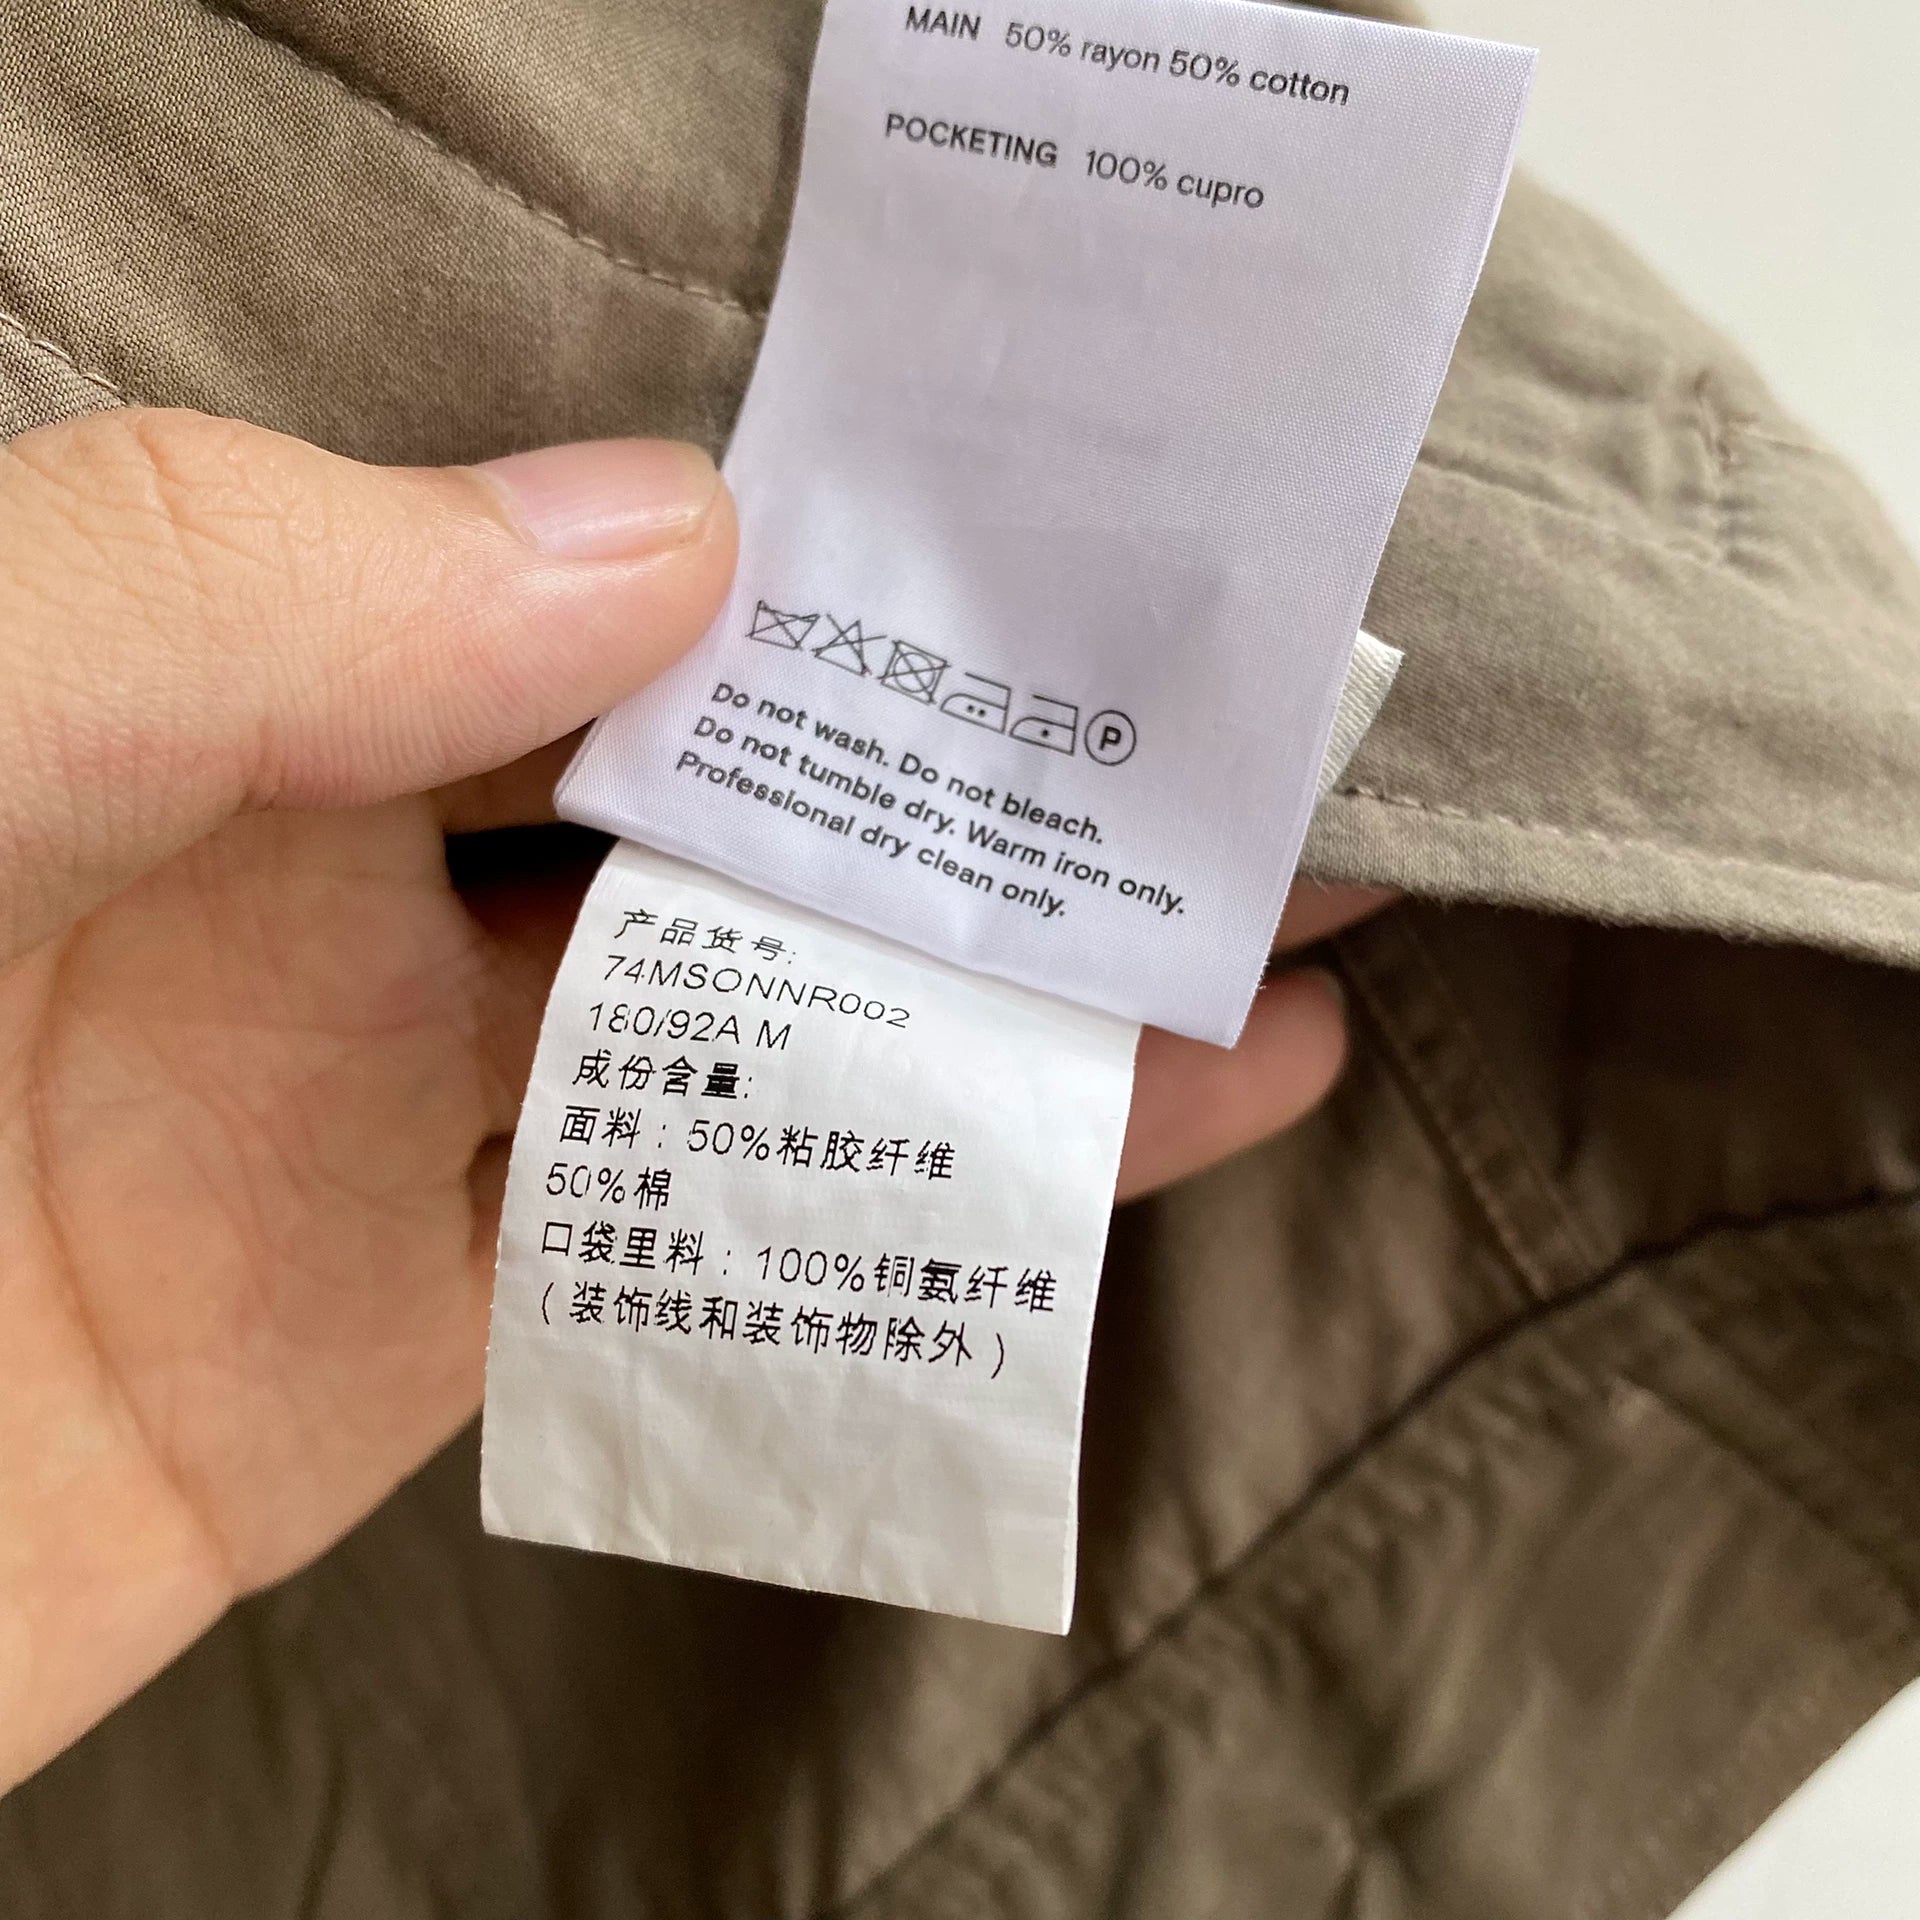 MAIN 50% rayon 50% cotton
POCKETING 100% cupro
P
Do not wash. Do not bleach.
Do not tumble dry. Warm iron only.
Professional dry clean only.
产品货号:
74MSONNR002
180/92A M
成份含量:
面料：50%粘胶纤维
50%棉
口袋里料：100%铜氨纤维
（装饰线和装饰物除外）